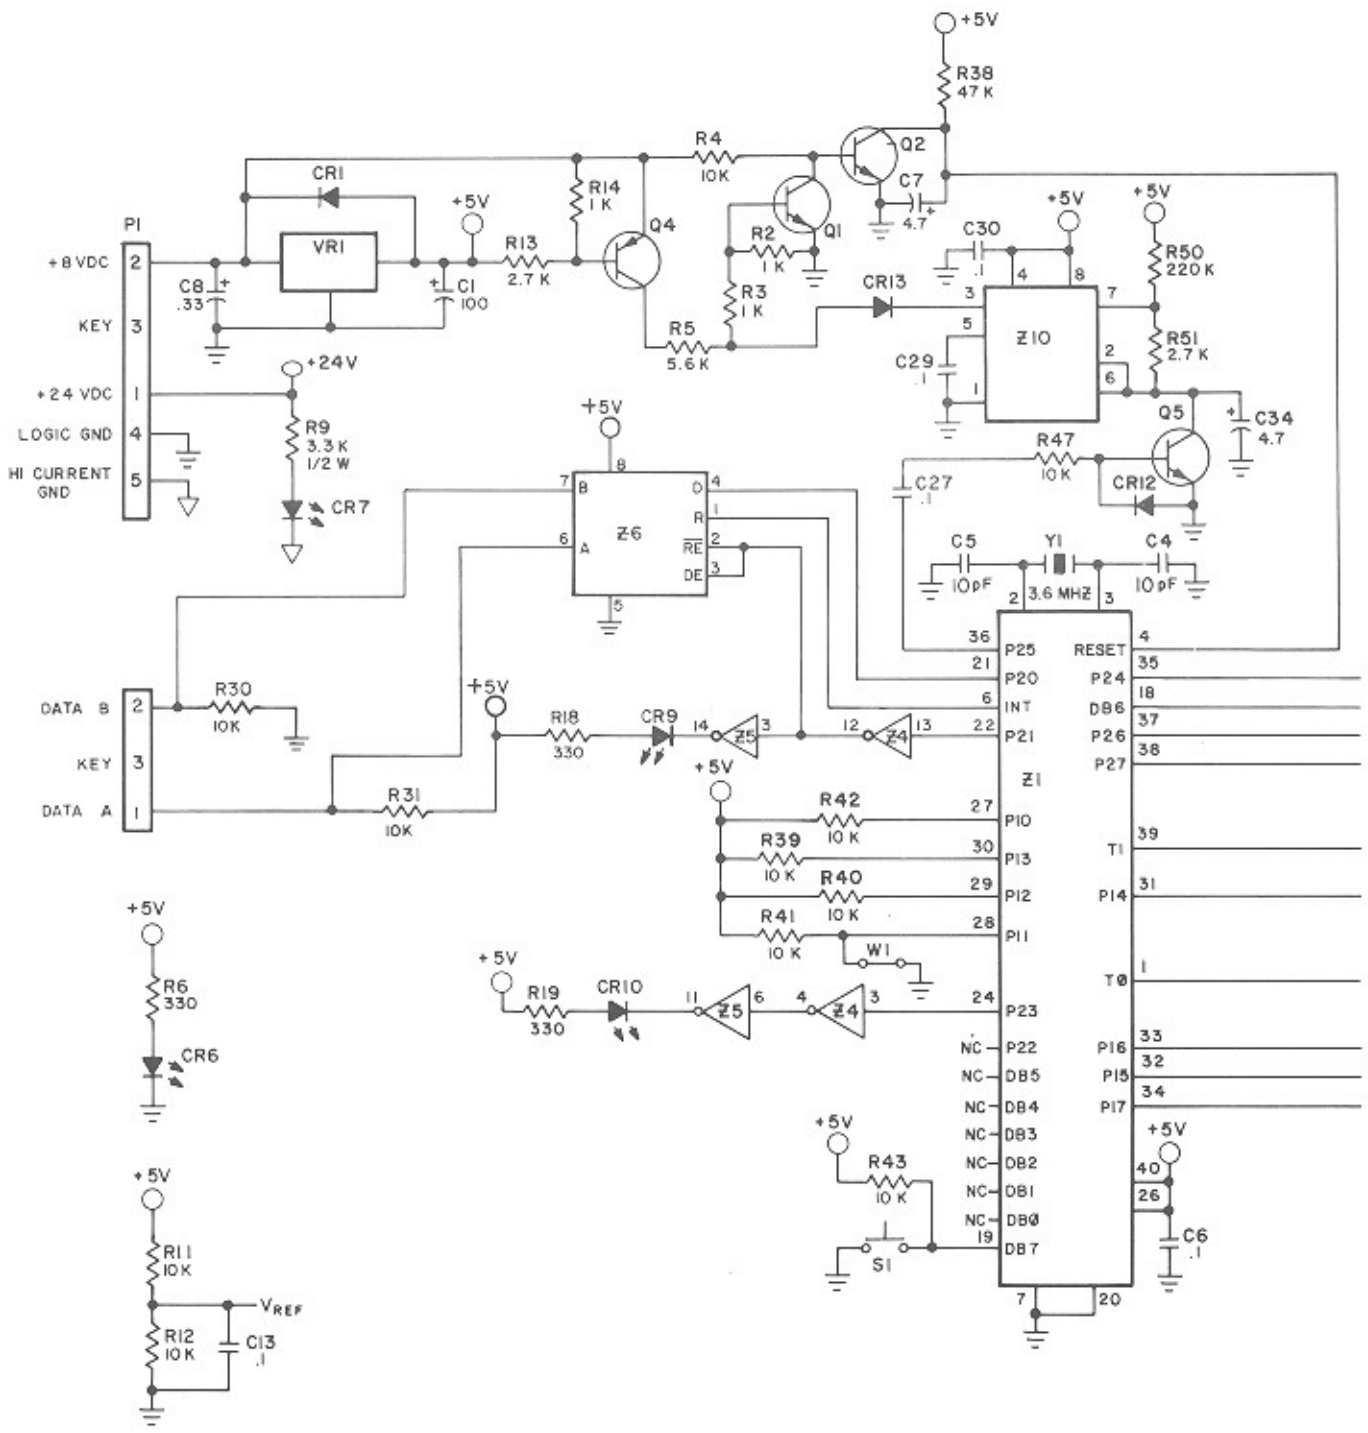 +5V
R38
47 K
R4
10K
Q2
C7
4.7
+
CR1
R14
1 K
Q4
Q1
R2
1 K
P1
+5V
VR1
R13
2.7 K
+8 VDC
2
C8
.33
+
+
C1
100
R3
1 K
C30
.1
+5V
+5V
R50
220 K
CR13
4
8
3
7
5
Z10
R51
2.7 K
2
6
1
C29
.1
KEY
3
R5
5.6 K
+24V
+24 VDC
1
R9
3.3 K
1/2 W
LOGIC GND
4
HI CURRENT
GND
5
CR7
+5V
8
7
B
D
4
R
1
Z6
6
A
RE
2
DE
3
5
Q5
+
C34
4.7
R47
10 K
CR12
C27
.1
C5
10 pF
Y1
3.6 MHZ
C4
10 pF
2
3
36
P25
RESET
4
21
P20
P24
35
6
INT
DB6
18
22
P21
P26
37
P27
38
Z1
DATA B
2
R30
10K
KEY
3
DATA A
1
R31
10K
+5V
R18
330
CR9
14
Z5
3
12
Z4
13
+5V
R42
10 K
27
P10
R39
10 K
30
P13
T1
39
R40
10 K
29
P12
P14
31
R41
10 K
28
P11
W1
T0
1
+5V
R19
330
CR10
11
Z5
6
4
Z4
3
24
P23
NC
P22
P16
33
NC
DB5
P15
32
NC
DB4
P17
34
NC
DB3
NC
DB2
NC
DB1
NC
DBØ
19
DB7
+5V
R43
10 K
S1
+5V
40
26
C6
.1
7
20
+5V
R6
330
CR6
+5V
R11
10K
VREF
R12
10K
C13
.1